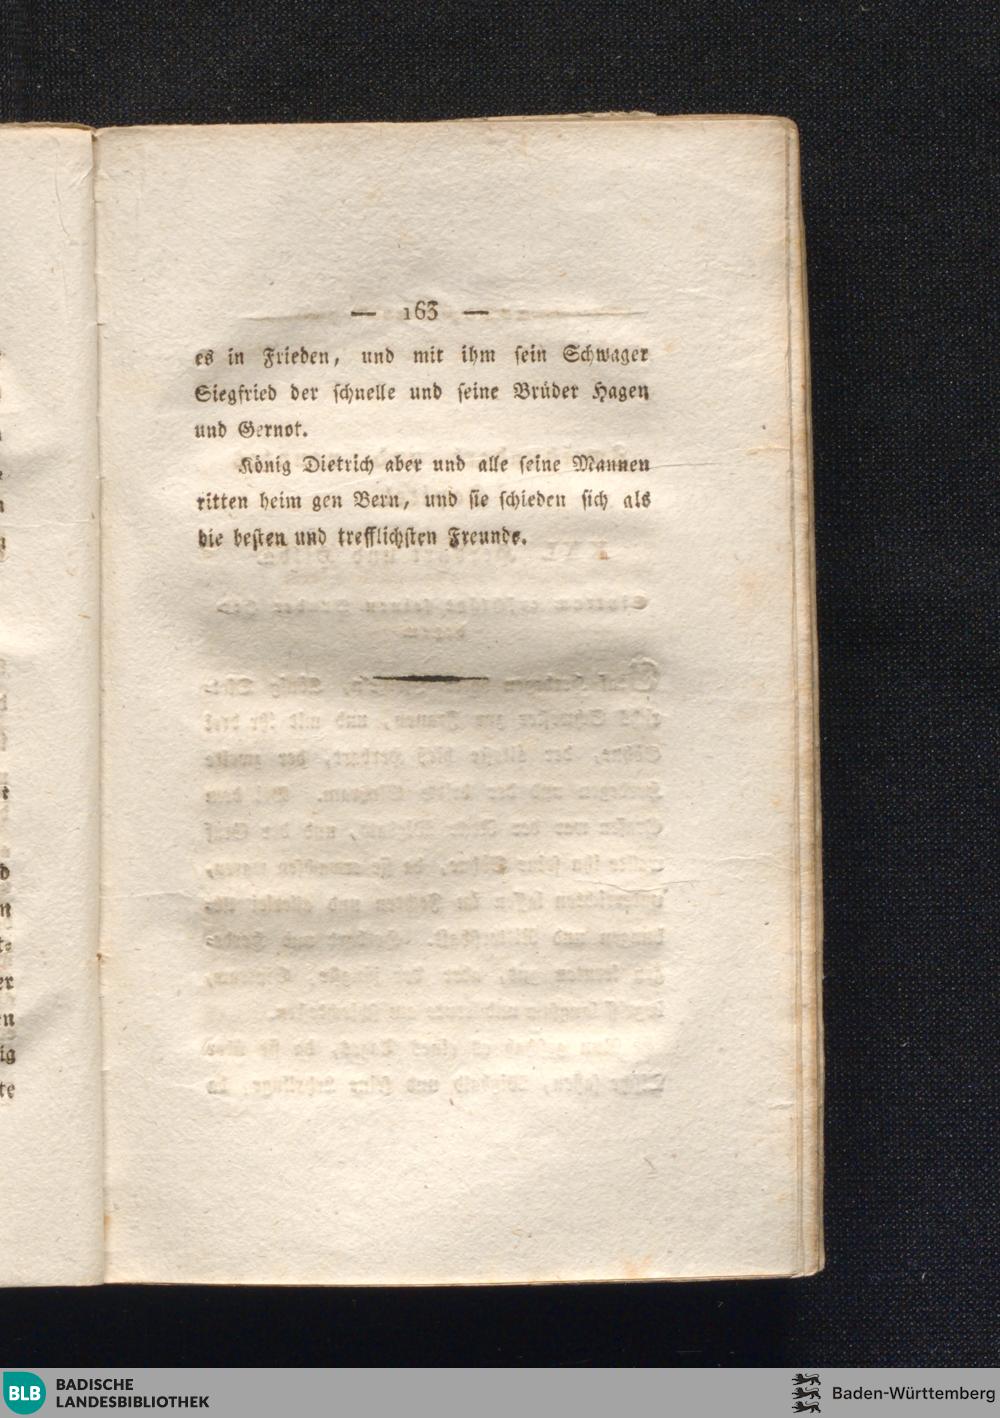 — 163 —
es in Frieden, und mit ihm sein Schwager
Siegfried der schnelle und seine Brüder Hagen
und Gernot.
König Dietrich aber und alle seine Mannen
ritten heim gen Bern, und sie schieden sich als
die besten und trefflichsten Freunde.
BLB BADISCHE
LANDESBIBLIOTHEK
Baden-Württemberg